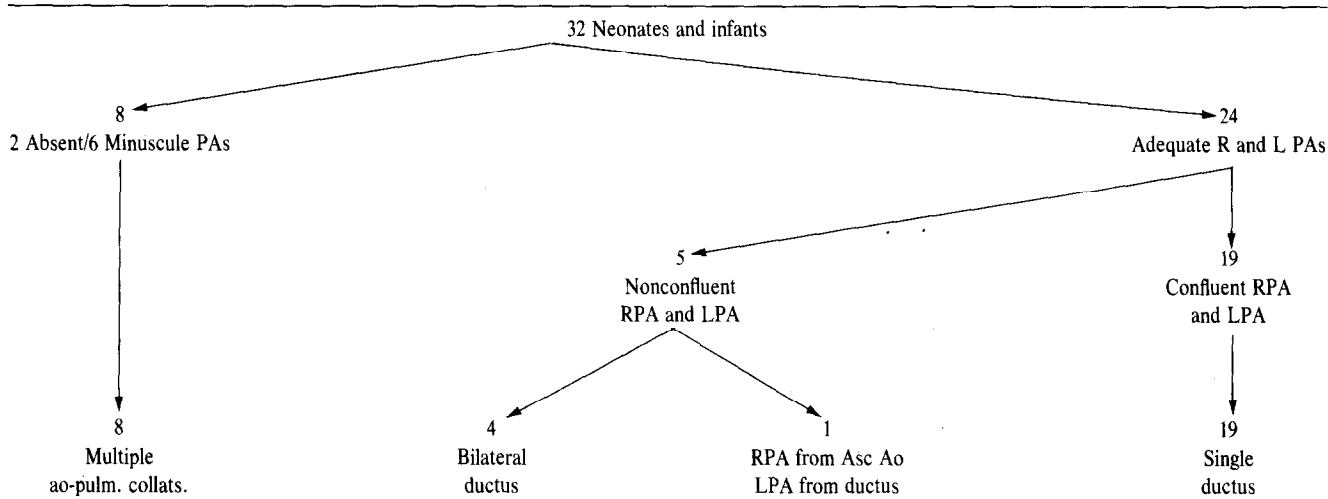 32 Neonates and infants
8
2 Absent/6 Minuscule PAs
24
Adequate R and L PAs
5
Nonconfluent
RPA and LPA
19
Confluent RPA
and LPA
8
Multiple
ao-pulm. collats.
4
Bilateral
ductus
1
RPA from Asc Ao
LPA from ductus
19
Single
ductus